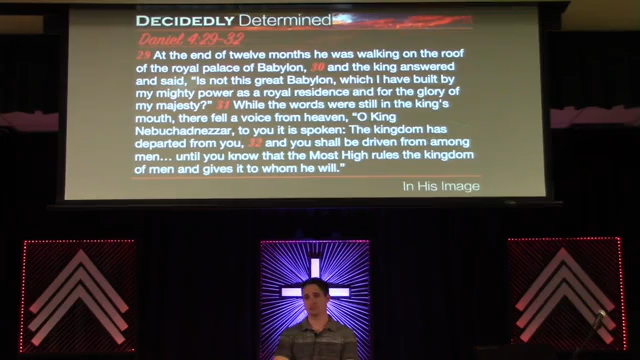 DECIDEDLY Determined
Daniel 4:29-32
29 At the end of twelve months he was walking on the roof
of the royal palace of Babylon, 30 and the king answered
and said, "Is not this great Babylon, which I have built by
my mighty power as a royal residence and for the glory of
my majesty?" 31 While the words were still in the king's
mouth, there fell a voice from heaven, "O King
Nebuchadnezzar, to you it is spoken: The kingdom has
departed from you, 32 and you shall be driven from among
men... until you know that the Most High rules the kingdom
of men and gives it to whom he will."
In His Image